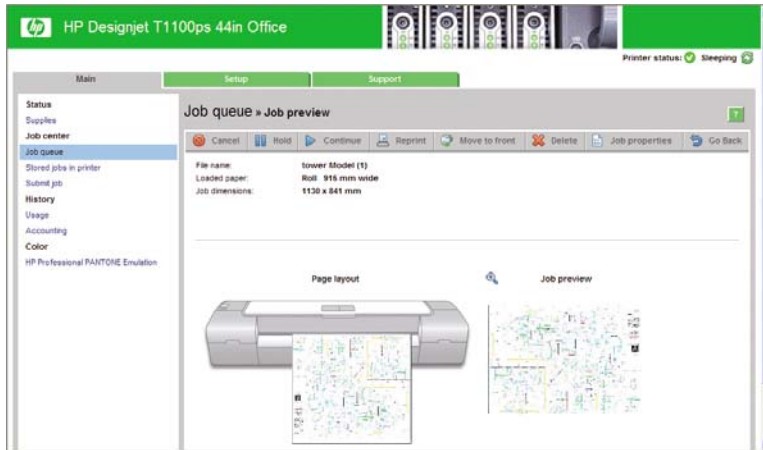 hp HP Designjet T1100ps 44in Office
Printer status: Sleeping
Main Setup Support
Status
Supplies
Job center
Job queue
Stored jobs in printer
Submit job
History
Usage
Accounting
Color
HP Professional PANTONE Emulation
Job queue » Job preview
?
Cancel Hold Continue Reprint Move to front Delete Job properties Go Back
File name: tower Model (1)
Loaded paper: Roll 915 mm wide
Job dimensions: 1130 x 841 mm
Page layout
Job preview